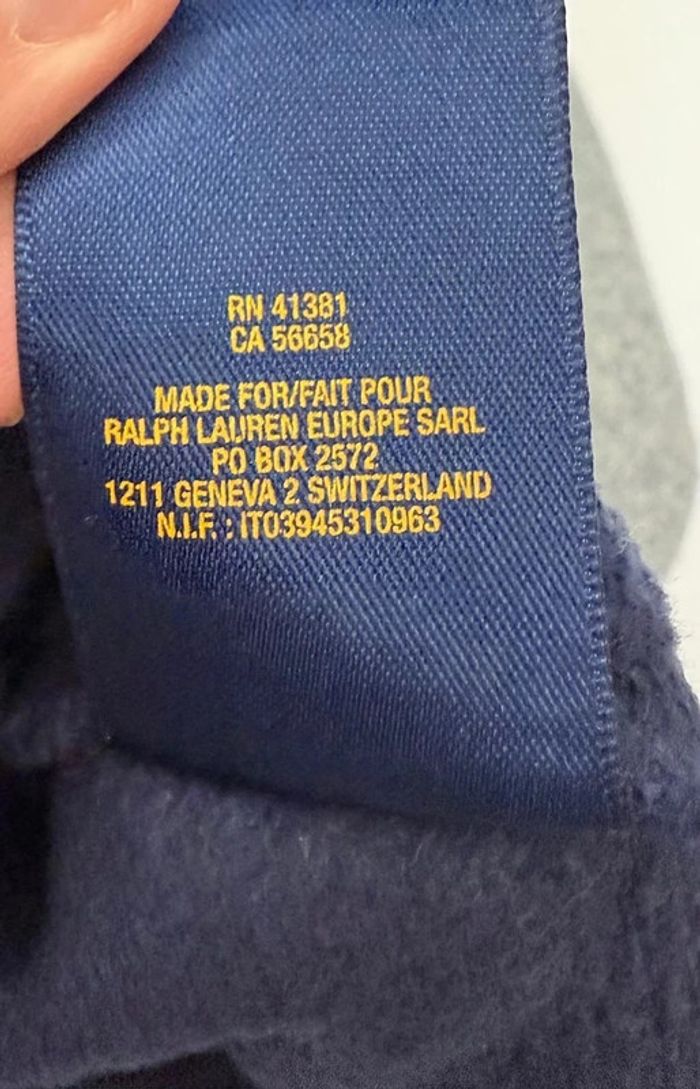 RN 41381
CA 56658
MADE FOR/FAIT POUR
RALPH LAUREN EUROPE SARL
PO BOX 2572
1211 GENEVA 2 SWITZERLAND
N.I.F. : IT03945310963